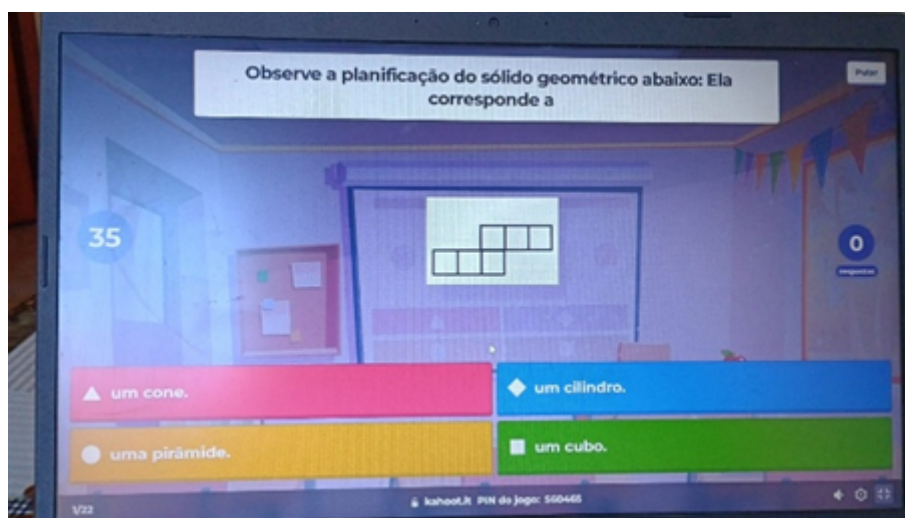 Observe a planificação do sólido geométrico abaixo: Ela
corresponde a
Pular
35
0
respostas
um cone.
um cilindro.
uma pirâmide.
um cubo.
1/22
kahoot.it PIN do jogo: 560465